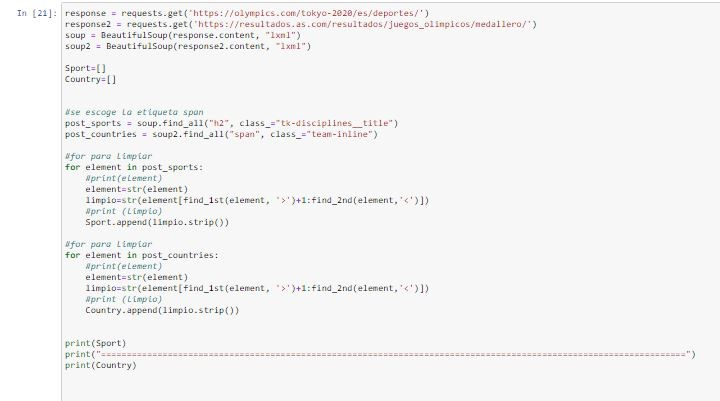 In [21]: response = requests.get('https://olympics.com/tokyo-2020/es/deportes/')
response2 = requests.get('https://resultados.as.com/resultados/juegos_olimpicos/medallero/')
soup = BeautifulSoup(response.content, "lxml")
soup2 = BeautifulSoup(response2.content, "lxml")
Sport=[]
Country=[]
#se escoge la etiqueta span
post_sports = soup.find_all("h2", class_="tk-disciplines__title")
post_countries = soup2.find_all("span", class_="team-inline")
#for para limpiar
for element in post_sports:
#print(element)
element=str(element)
limpio=str(element[find_1st(element, '>')+1:find_2nd(element,'<')])
#print (limpio)
Sport.append(limpio.strip())
#for para limpiar
for element in post_countries:
#print(element)
element=str(element)
limpio=str(element[find_1st(element, '>')+1:find_2nd(element,'<')])
#print (limpio)
Country.append(limpio.strip())
print(Sport)
print("==================================================================================================================")
print(Country)